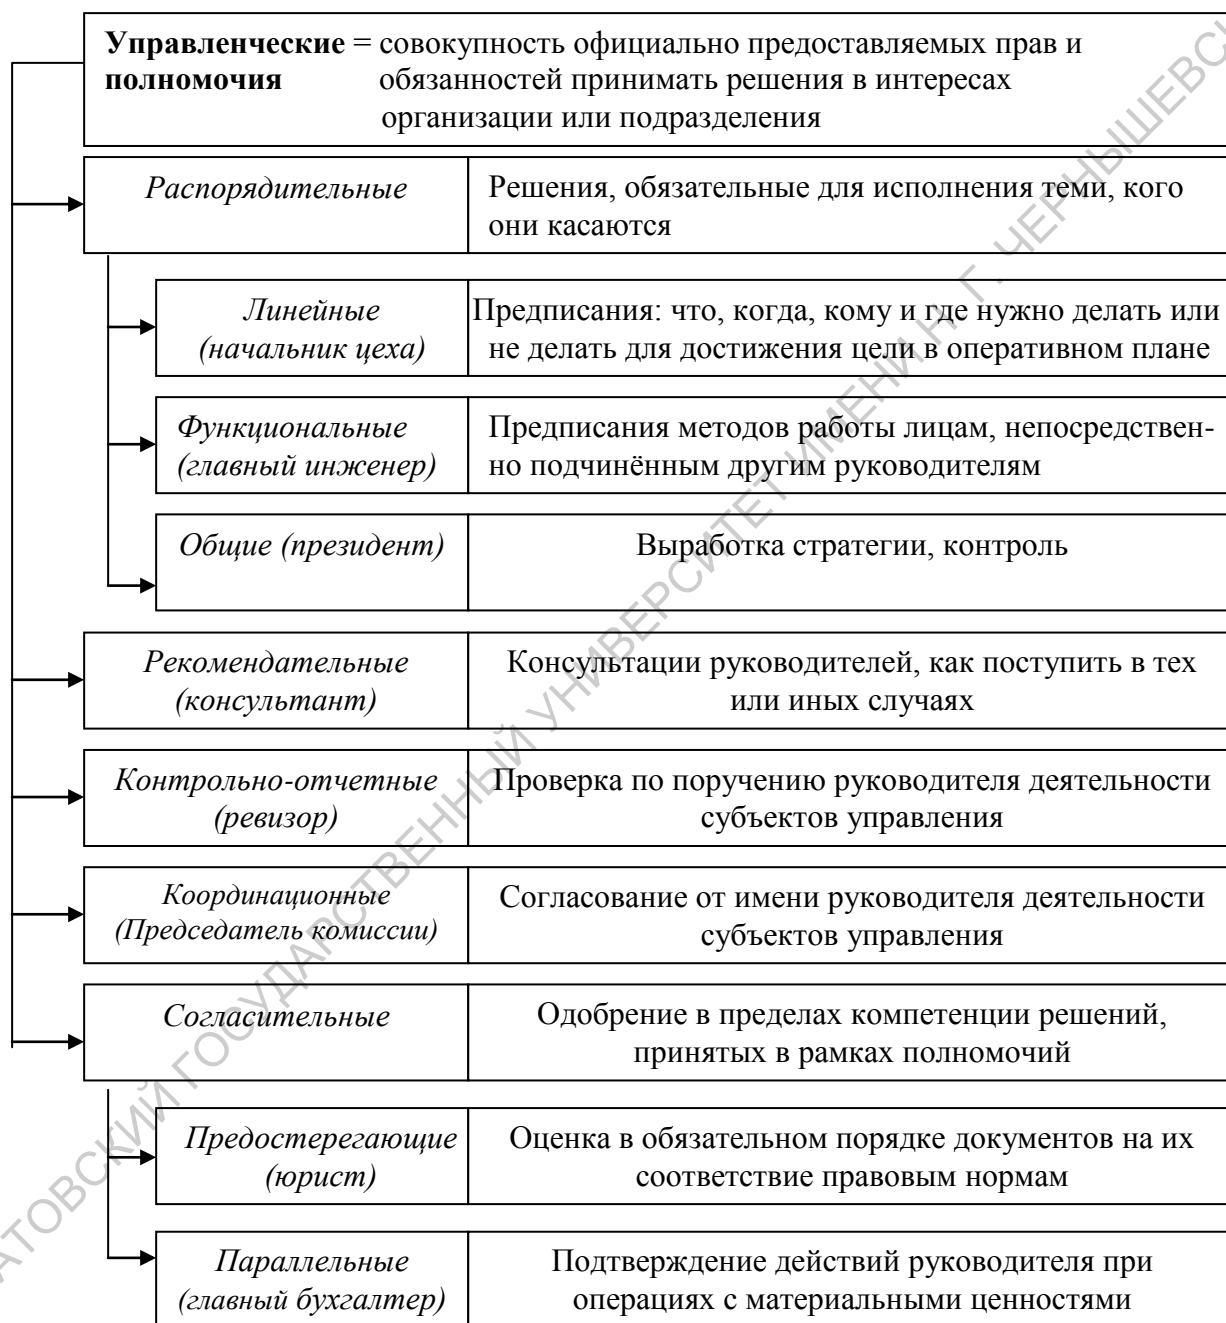 Управленческие = совокупность официально предоставляемых прав и
полномочия обязанностей принимать решения в интересах
организации или подразделения
Распорядительные
Решения, обязательные для исполнения теми, кого
они касаются
Линейные
(начальник цеха)
Предписания: что, когда, кому и где нужно делать или
не делать для достижения цели в оперативном плане
Функциональные
(главный инженер)
Предписания методов работы лицам, непосредствен-
но подчинённым другим руководителям
Общие (президент)
Выработка стратегии, контроль
Рекомендательные
(консультант)
Консультации руководителей, как поступить в тех
или иных случаях
Контрольно-отчетные
(ревизор)
Проверка по поручению руководителя деятельности
субъектов управления
Координационные
(Председатель комиссии)
Согласование от имени руководителя деятельности
субъектов управления
Согласительные
Одобрение в пределах компетенции решений,
принятых в рамках полномочий
Предостерегающие
(юрист)
Оценка в обязательном порядке документов на их
соответствие правовым нормам
Параллельные
(главный бухгалтер)
Подтверждение действий руководителя при
операциях с материальными ценностями
АТОВСКИЙ ГОСУДАРСТВЕННЫЙ УНИВЕРСИТЕТ ИМЕНИ Н. Г. ЧЕРНЫШЕВС